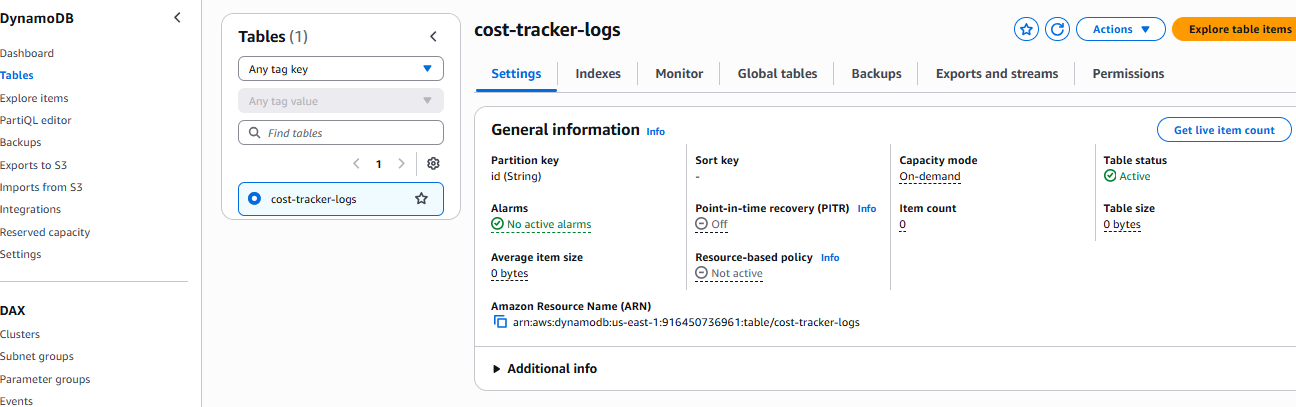 DynamoDB
Dashboard
Tables
Explore items
PartiQL editor
Backups
Exports to S3
Imports from S3
Integrations
Reserved capacity
Settings
DAX
Clusters
Subnet groups
Parameter groups
Events
Tables (1)
Any tag key
Any tag value
Find tables
1
cost-tracker-logs
cost-tracker-logs
Actions
Explore table items
Settings Indexes Monitor Global tables Backups Exports and streams Permissions
General information Info
Get live item count
Partition key
id (String)
Sort key
-
Capacity mode
On-demand
Table status
Active
Alarms
No active alarms
Point-in-time recovery (PITR) Info
Off
Item count
0
Table size
0 bytes
Average item size
0 bytes
Resource-based policy Info
Not active
Amazon Resource Name (ARN)
arn:aws:dynamodb:us-east-1:916450736961:table/cost-tracker-logs
Additional info